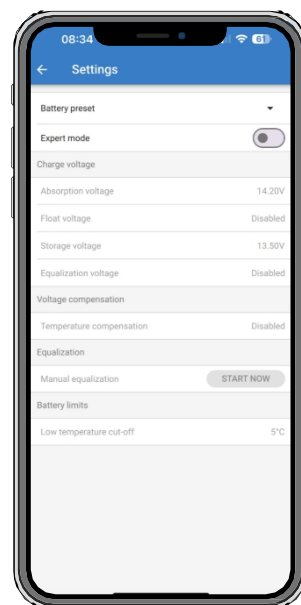 08:34
61
Settings
Battery preset
Expert mode
Charge voltage
Absorption voltage 14.20V
Float voltage Disabled
Storage voltage 13.50V
Equalization voltage Disabled
Voltage compensation
Temperature compensation Disabled
Equalization
Manual equalization START NOW
Battery limits
Low temperature cut-off 5°C